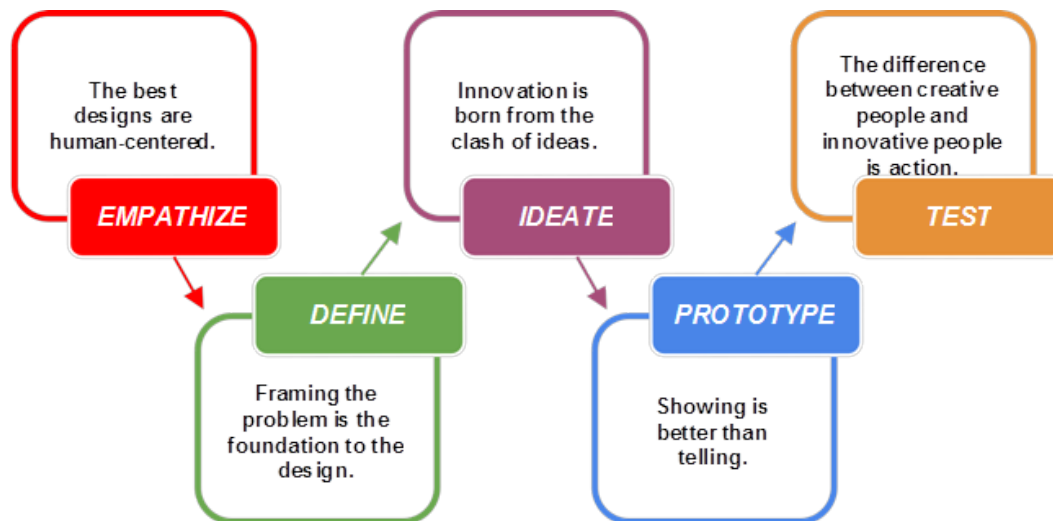 The best
designs are
human-centered.
EMPATHIZE
DEFINE
Framing the
problem is the
foundation to the
design.
Innovation is
born from the
clash of ideas.
IDEATE
PROTOTYPE
Showing is
better than
telling.
The difference
between creative
people and
innovative people
is action.
TEST